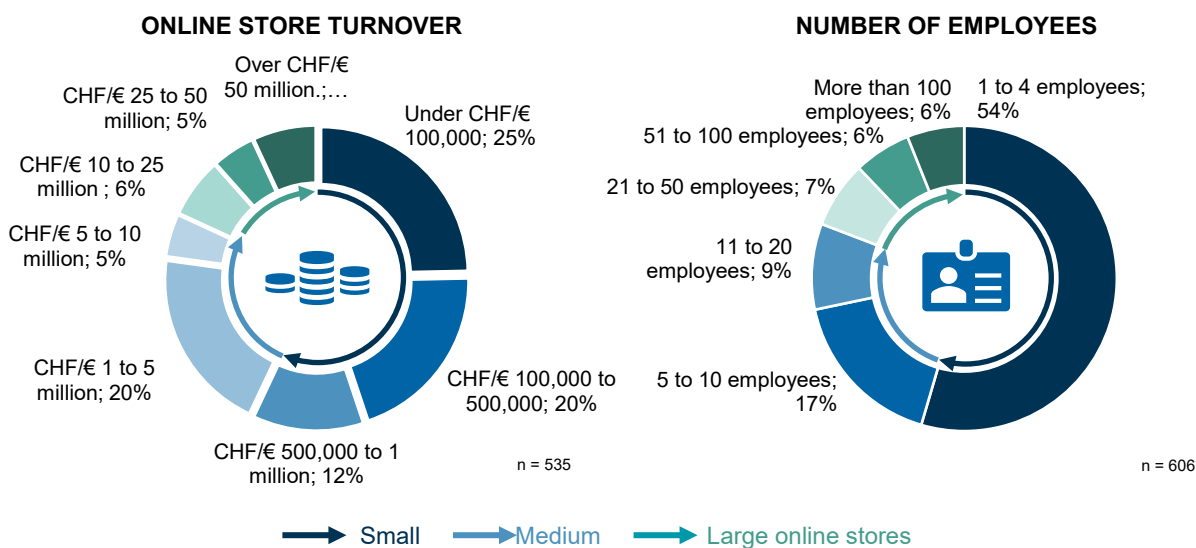 ONLINE STORE TURNOVER
Over CHF/€
50 million.;…
CHF/€ 25 to 50
million; 5%
Under CHF/€
100,000; 25%
CHF/€ 10 to 25
million ; 6%
CHF/€ 5 to 10
million; 5%
CHF/€ 1 to 5
million; 20%
CHF/€ 100,000 to
500,000; 20%
CHF/€ 500,000 to 1
million; 12%
n = 535
NUMBER OF EMPLOYEES
More than 100
employees; 6%
1 to 4 employees;
54%
51 to 100 employees; 6%
21 to 50 employees; 7%
11 to 20
employees; 9%
5 to 10 employees;
17%
n = 606
Small
Medium
Large online stores